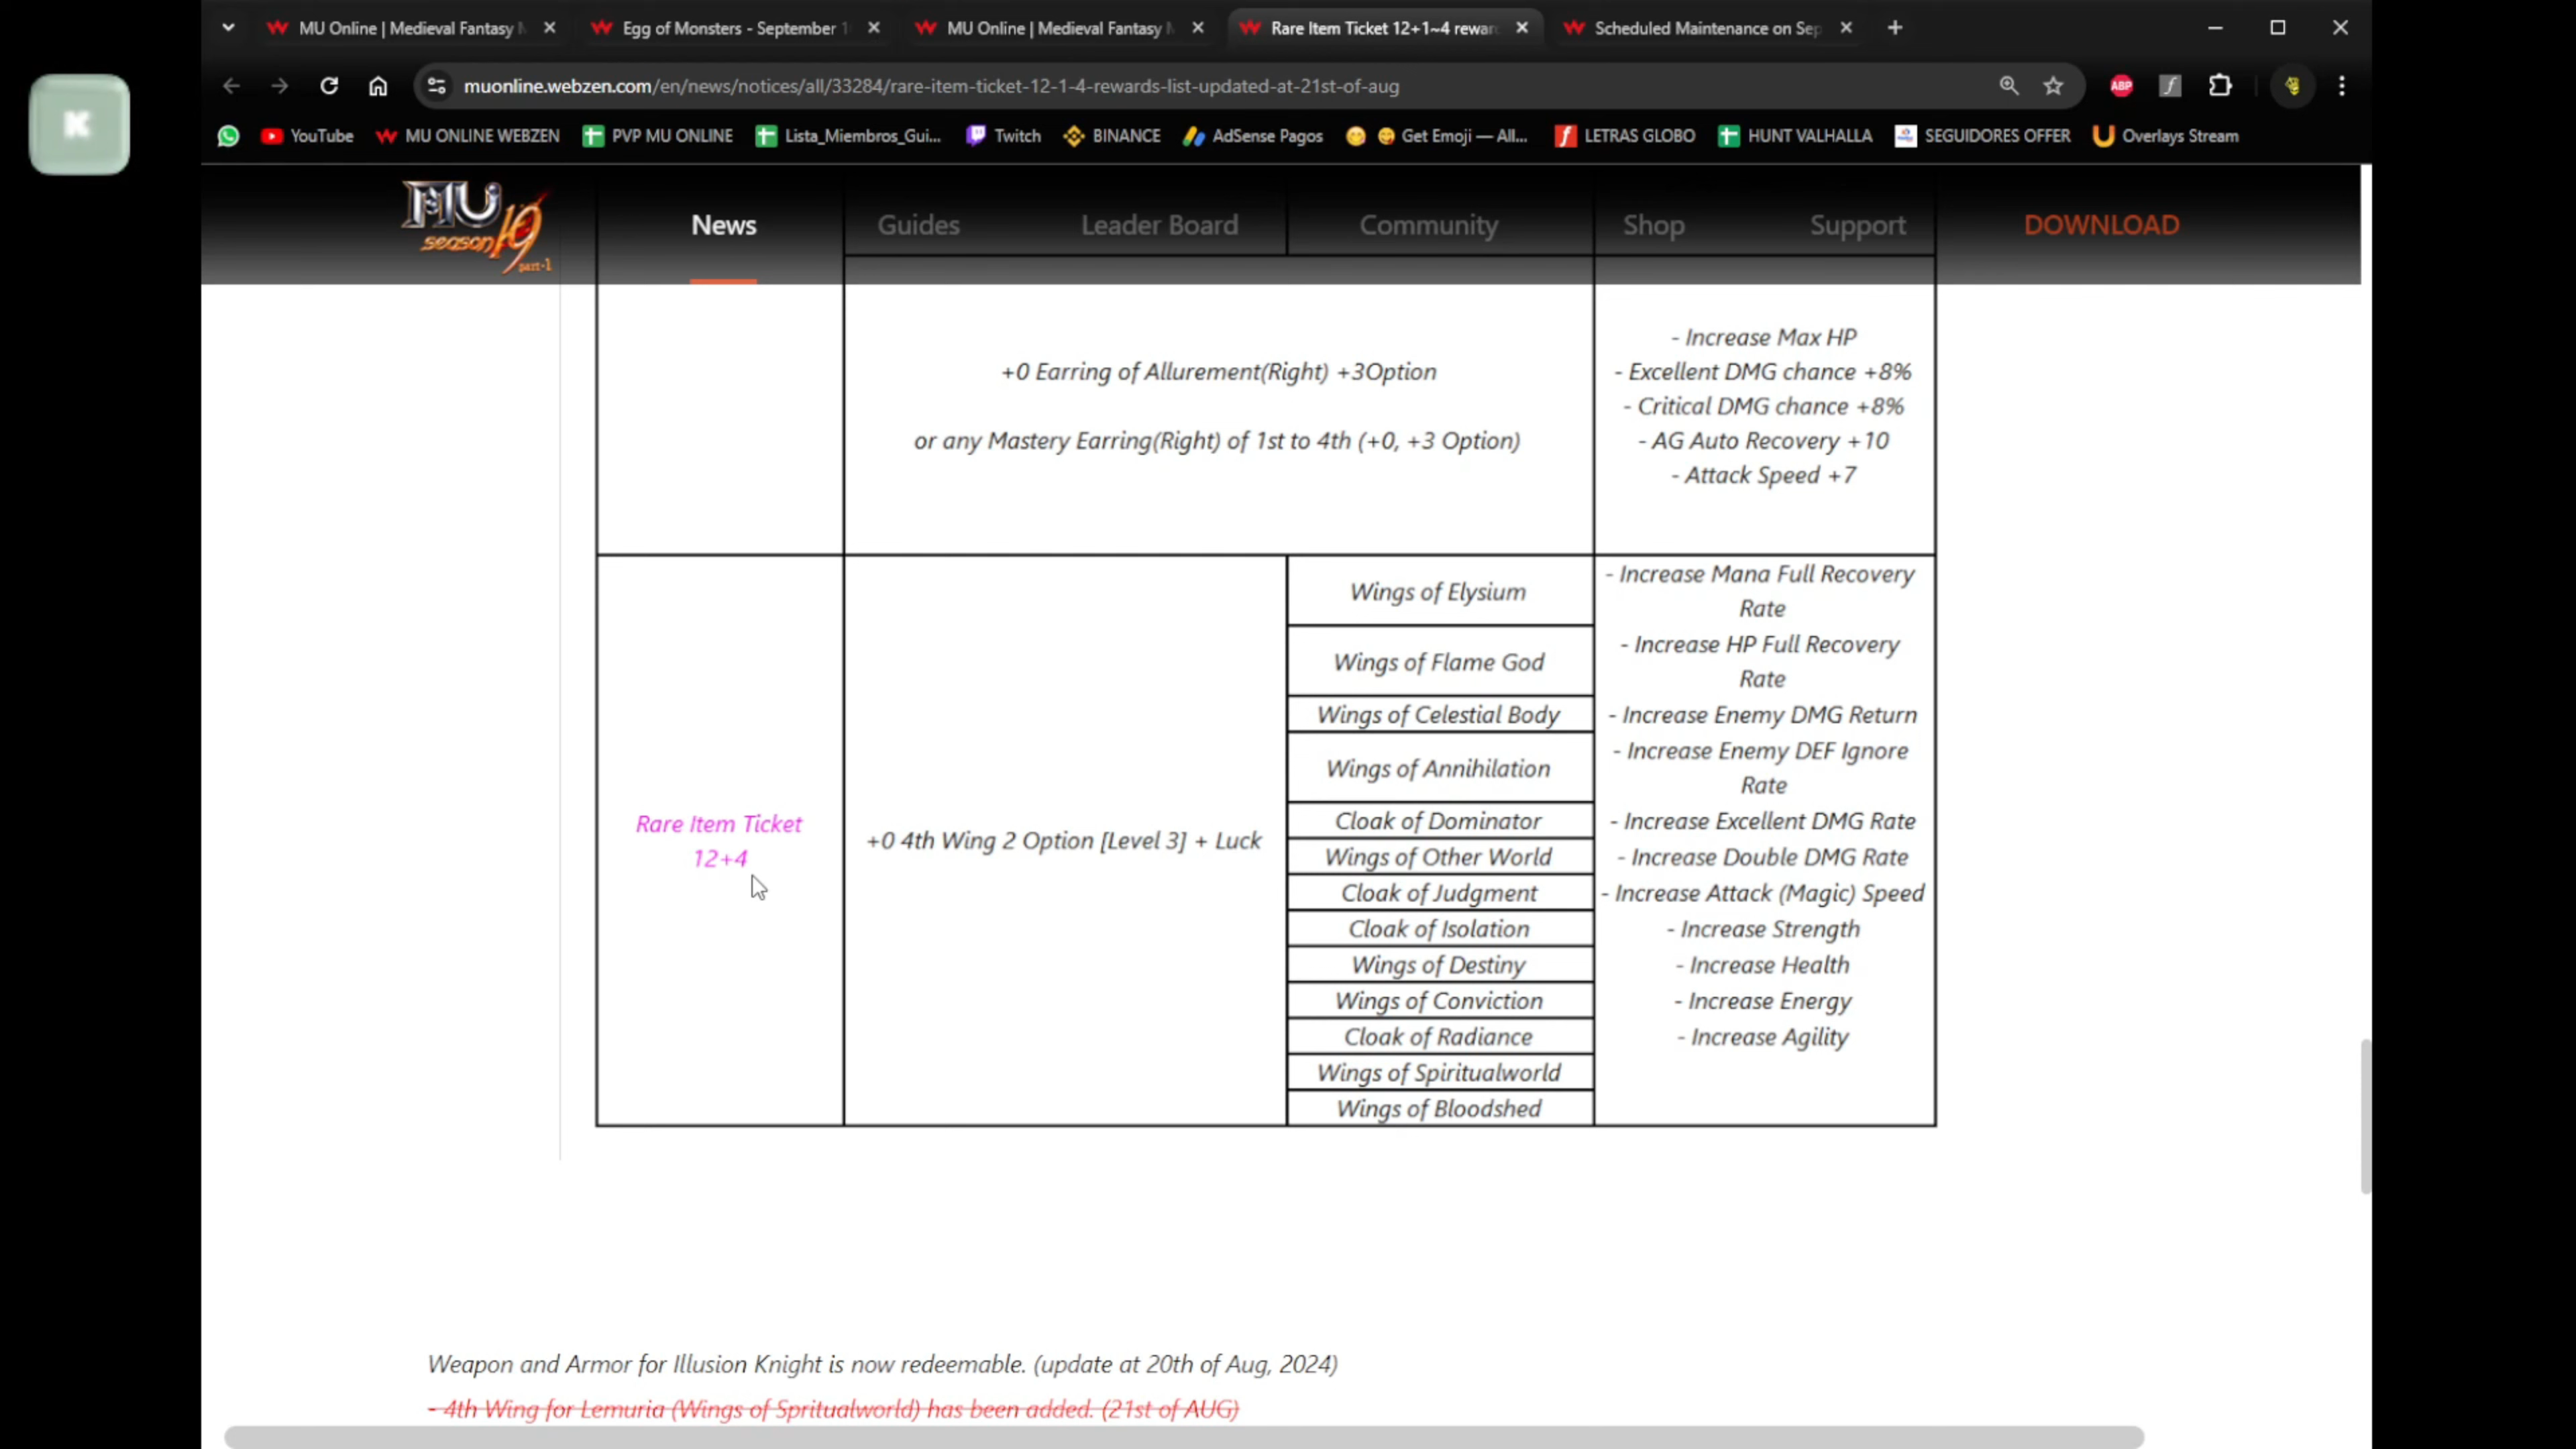 MU Online | Medieval Fantasy
Egg of Monsters - September 1
MU Online | Medieval Fantasy
Rare Item Ticket 12+1~4 rewar
Scheduled Maintenance on Sep
muonline.webzen.com/en/news/notices/all/33284/rare-item-ticket-12-1-4-rewards-list-updated-at-21st-of-aug
ABP
f
YouTube
MU ONLINE WEBZEN
PVP MU ONLINE
Lista_Miembros_Gui...
Twitch
BINANCE
AdSense Pagos
Get Emoji — All...
LETRAS GLOBO
HUNT VALHALLA
SEGUIDORES OFFER
Overlays Stream
K
MU
season 19
part-1
News
Guides
Leader Board
Community
Shop
Support
DOWNLOAD
+0 Earring of Allurement(Right) +3Option
or any Mastery Earring(Right) of 1st to 4th (+0, +3 Option)
- Increase Max HP
- Excellent DMG chance +8%
- Critical DMG chance +8%
- AG Auto Recovery +10
- Attack Speed +7
Rare Item Ticket
12+4
+0 4th Wing 2 Option [Level 3] + Luck
Wings of Elysium
Wings of Flame God
Wings of Celestial Body
Wings of Annihilation
Cloak of Dominator
Wings of Other World
Cloak of Judgment
Cloak of Isolation
Wings of Destiny
Wings of Conviction
Cloak of Radiance
Wings of Spiritualworld
Wings of Bloodshed
- Increase Mana Full Recovery
Rate
- Increase HP Full Recovery
Rate
- Increase Enemy DMG Return
- Increase Enemy DEF Ignore
Rate
- Increase Excellent DMG Rate
- Increase Double DMG Rate
- Increase Attack (Magic) Speed
- Increase Strength
- Increase Health
- Increase Energy
- Increase Agility
Weapon and Armor for Illusion Knight is now redeemable. (update at 20th of Aug, 2024)
- 4th Wing for Lemuria (Wings of Spritualworld) has been added. (21st of AUG)